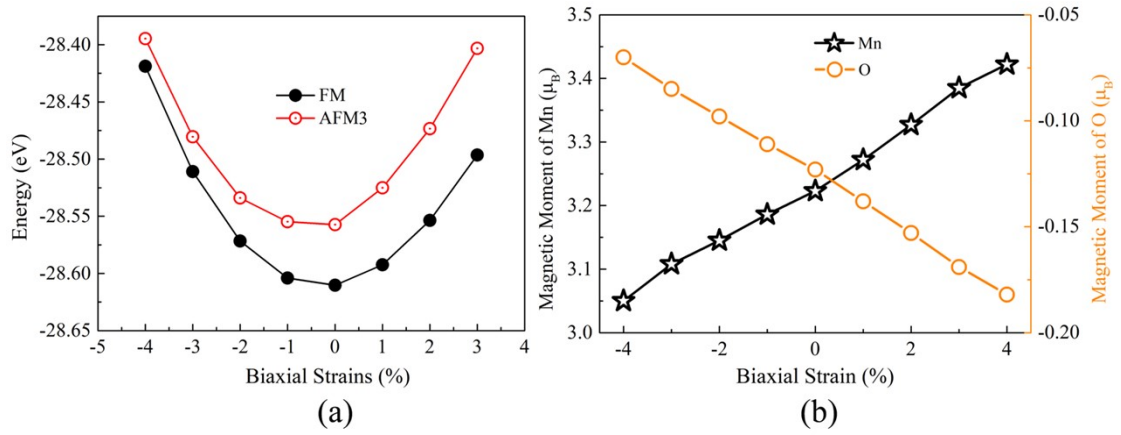 -28.40
-28.45
-28.50
-28.55
-28.60
-28.65
Energy (eV)
FM
AFM3
-5 -4 -3 -2 -1 0 1 2 3 4
Biaxial Strains (%)
(a)
3.5
3.4
3.3
3.2
3.1
3.0
Magnetic Moment of Mn (μB)
Mn
O
-0.05
-0.10
-0.15
-0.20
Magnetic Moment of O (μB)
-4 -2 0 2 4
Biaxial Strain (%)
(b)